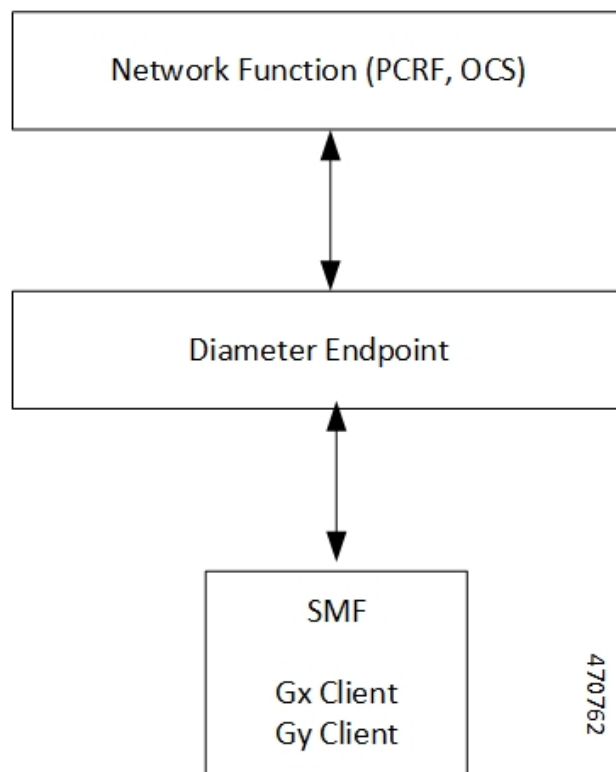 Network Function (PCRF, OCS)
Diameter Endpoint
SMF
Gx Client
Gy Client
470762